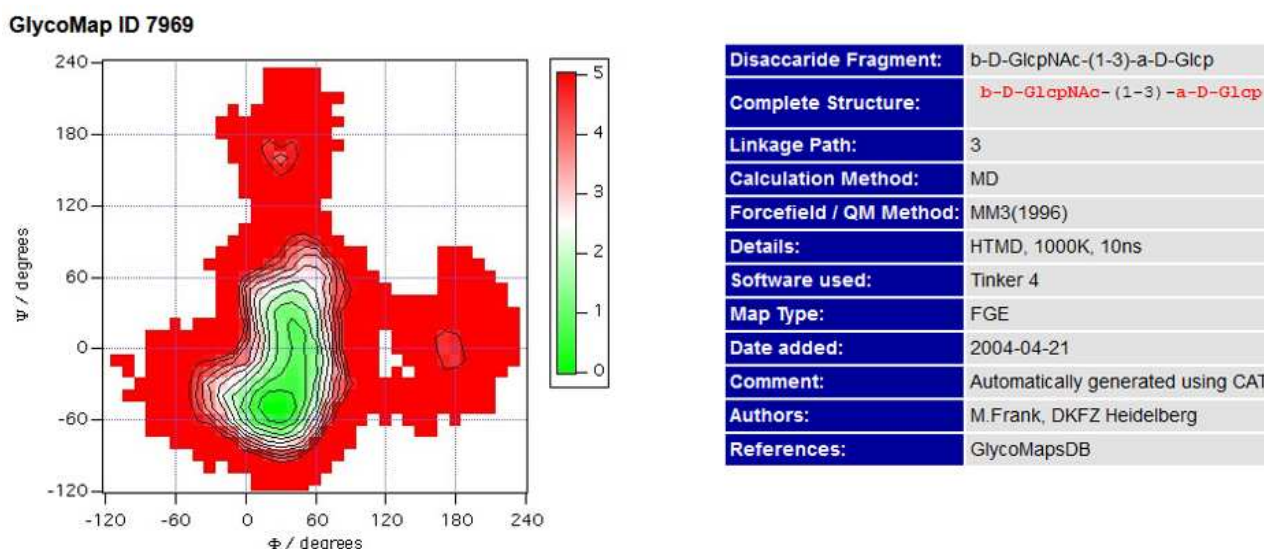 GlycoMap ID 7969
240
180
120
60
0
-60
-120
Ψ / degrees
-120 -60 0 60 120 180 240
Φ / degrees
5
4
3
2
1
0
Disaccaride Fragment: b-D-GlcpNAc-(1-3)-a-D-Glcp
Complete Structure: b-D-GlcpNAc-(1-3)-a-D-Glcp
Linkage Path: 3
Calculation Method: MD
Forcefield / QM Method: MM3(1996)
Details: HTMD, 1000K, 10ns
Software used: Tinker 4
Map Type: FGE
Date added: 2004-04-21
Comment: Automatically generated using CAT
Authors: M.Frank, DKFZ Heidelberg
References: GlycoMapsDB